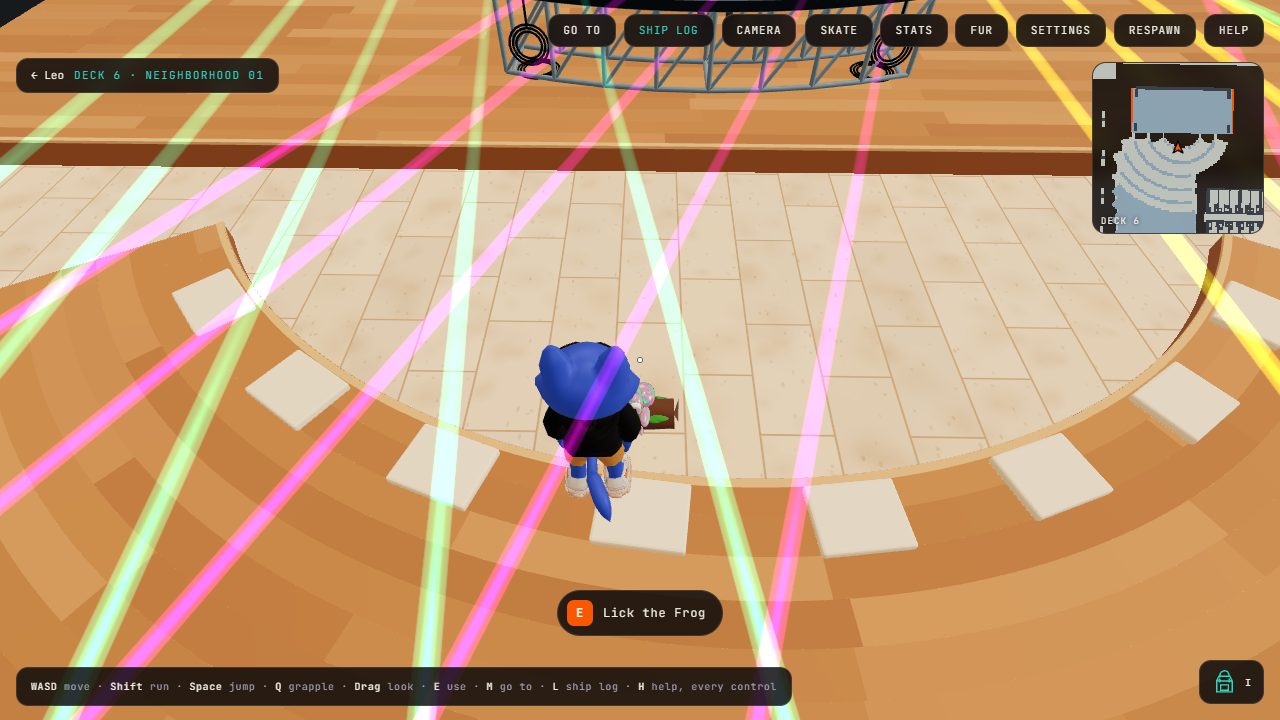 GO TO SHIP LOG CAMERA SKATE STATS FUR SETTINGS RESPAWN HELP
← Leo DECK 6 · NEIGHBORHOOD 01
DECK 6
E Lick the Frog
WASD move · Shift run · Space jump · Q grapple · Drag look · E use · M go to · L ship log · H help, every control
I